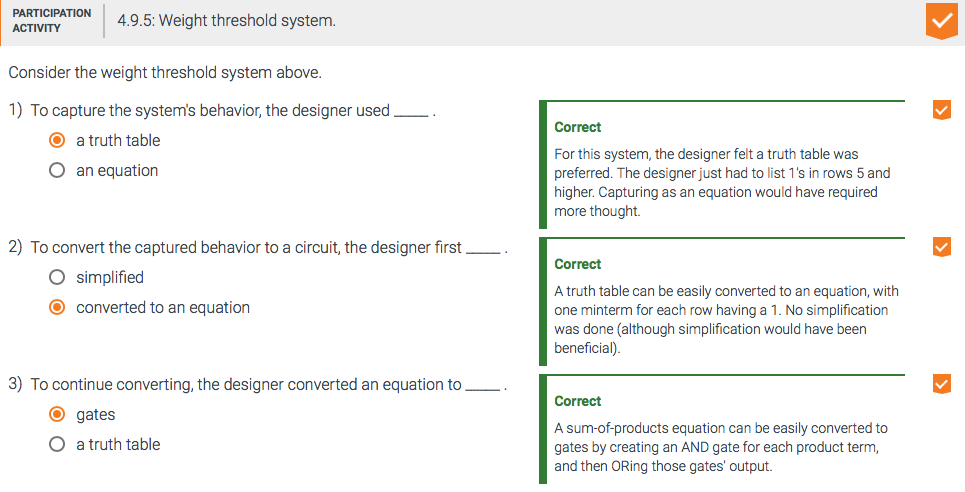 PARTICIPATION
ACTIVITY
4.9.5: Weight threshold system.
Consider the weight threshold system above.
1) To capture the system's behavior, the designer used ____ .
a truth table
an equation
Correct
For this system, the designer felt a truth table was
preferred. The designer just had to list 1's in rows 5 and
higher. Capturing as an equation would have required
more thought.
2) To convert the captured behavior to a circuit, the designer first ____ .
simplified
converted to an equation
Correct
A truth table can be easily converted to an equation, with
one minterm for each row having a 1. No simplification
was done (although simplification would have been
beneficial).
3) To continue converting, the designer converted an equation to ____ .
gates
a truth table
Correct
A sum-of-products equation can be easily converted to
gates by creating an AND gate for each product term,
and then ORing those gates' output.